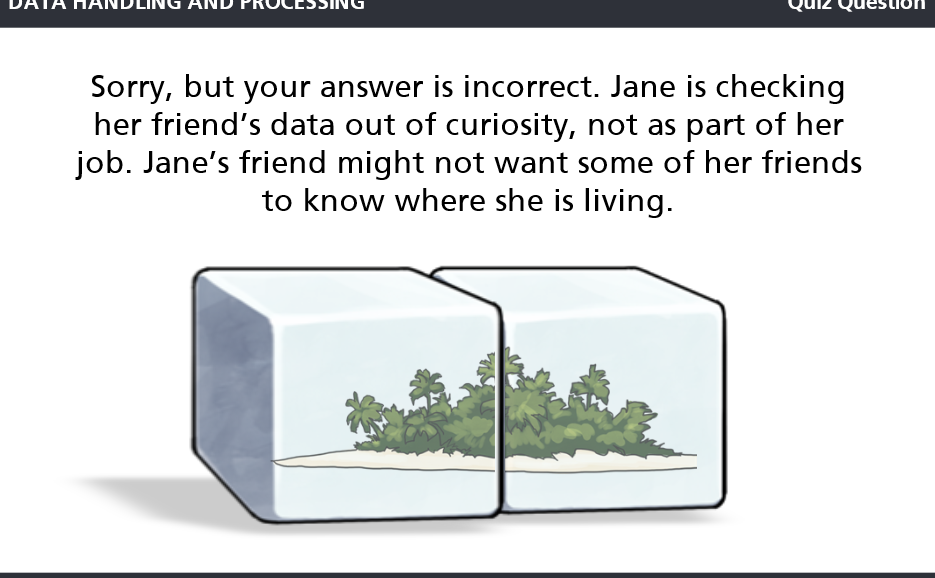 DATA HANDLING AND PROCESSING
Quiz Question
Sorry, but your answer is incorrect. Jane is checking
her friend’s data out of curiosity, not as part of her
job. Jane’s friend might not want some of her friends
to know where she is living.